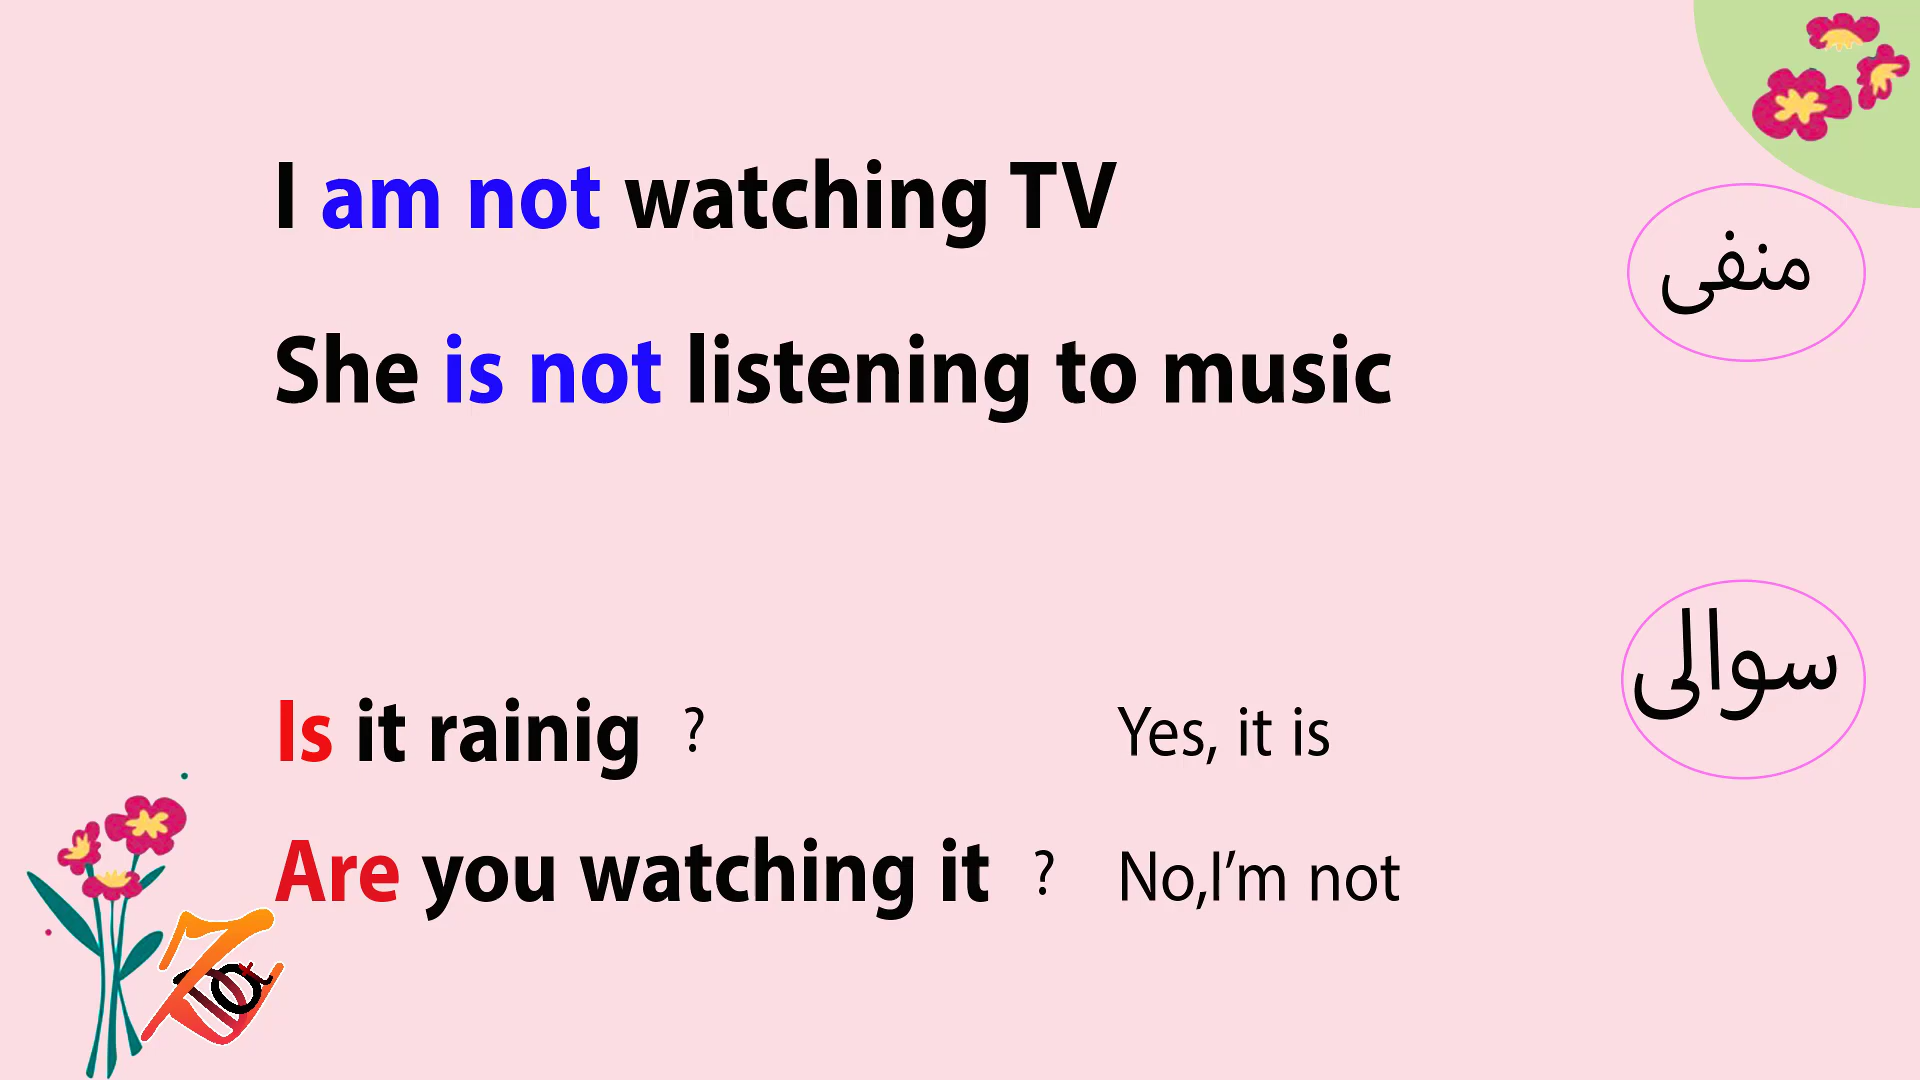 I am not watching TV
منفی
She is not listening to music
سوالی
Is it rainig ? Yes, it is
Are you watching it ? No,I’m not